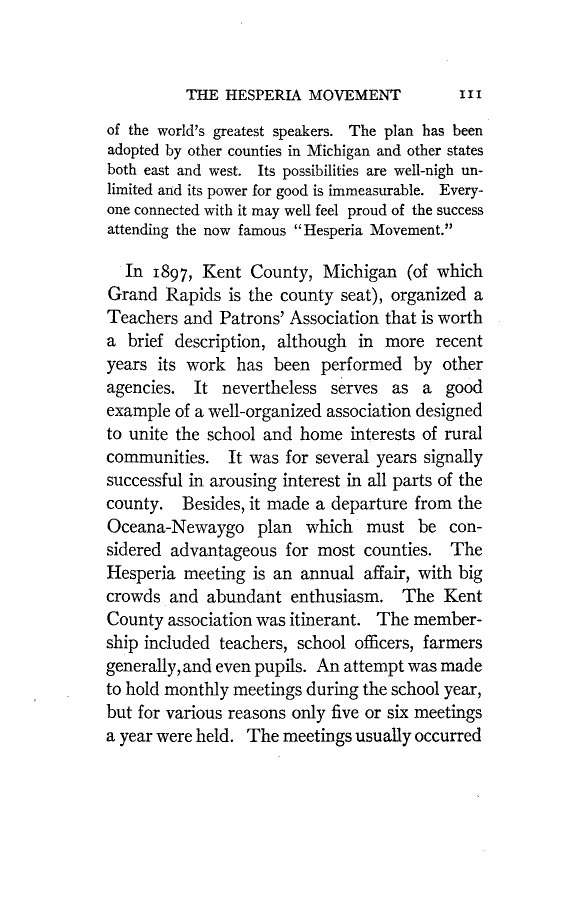 THE HESPERIA MOVEMENT 111
of the world's greatest speakers. The plan has been
adopted by other counties in Michigan and other states
both east and west. Its possibilities are well-nigh un-
limited and its power for good is immeasurable. Every-
one connected with it may well feel proud of the success
attending the now famous "Hesperia Movement."
In 1897, Kent County, Michigan (of which
Grand Rapids is the county seat), organized a
Teachers and Patrons' Association that is worth
a brief description, although in more recent
years its work has been performed by other
agencies. It nevertheless serves as a good
example of a well-organized association designed
to unite the school and home interests of rural
communities. It was for several years signally
successful in arousing interest in all parts of the
county. Besides, it made a departure from the
Oceana-Newaygo plan which must be con-
sidered advantageous for most counties. The
Hesperia meeting is an annual affair, with big
crowds and abundant enthusiasm. The Kent
County association was itinerant. The member-
ship included teachers, school officers, farmers
generally, and even pupils. An attempt was made
to hold monthly meetings during the school year,
but for various reasons only five or six meetings
a year were held. The meetings usually occurred